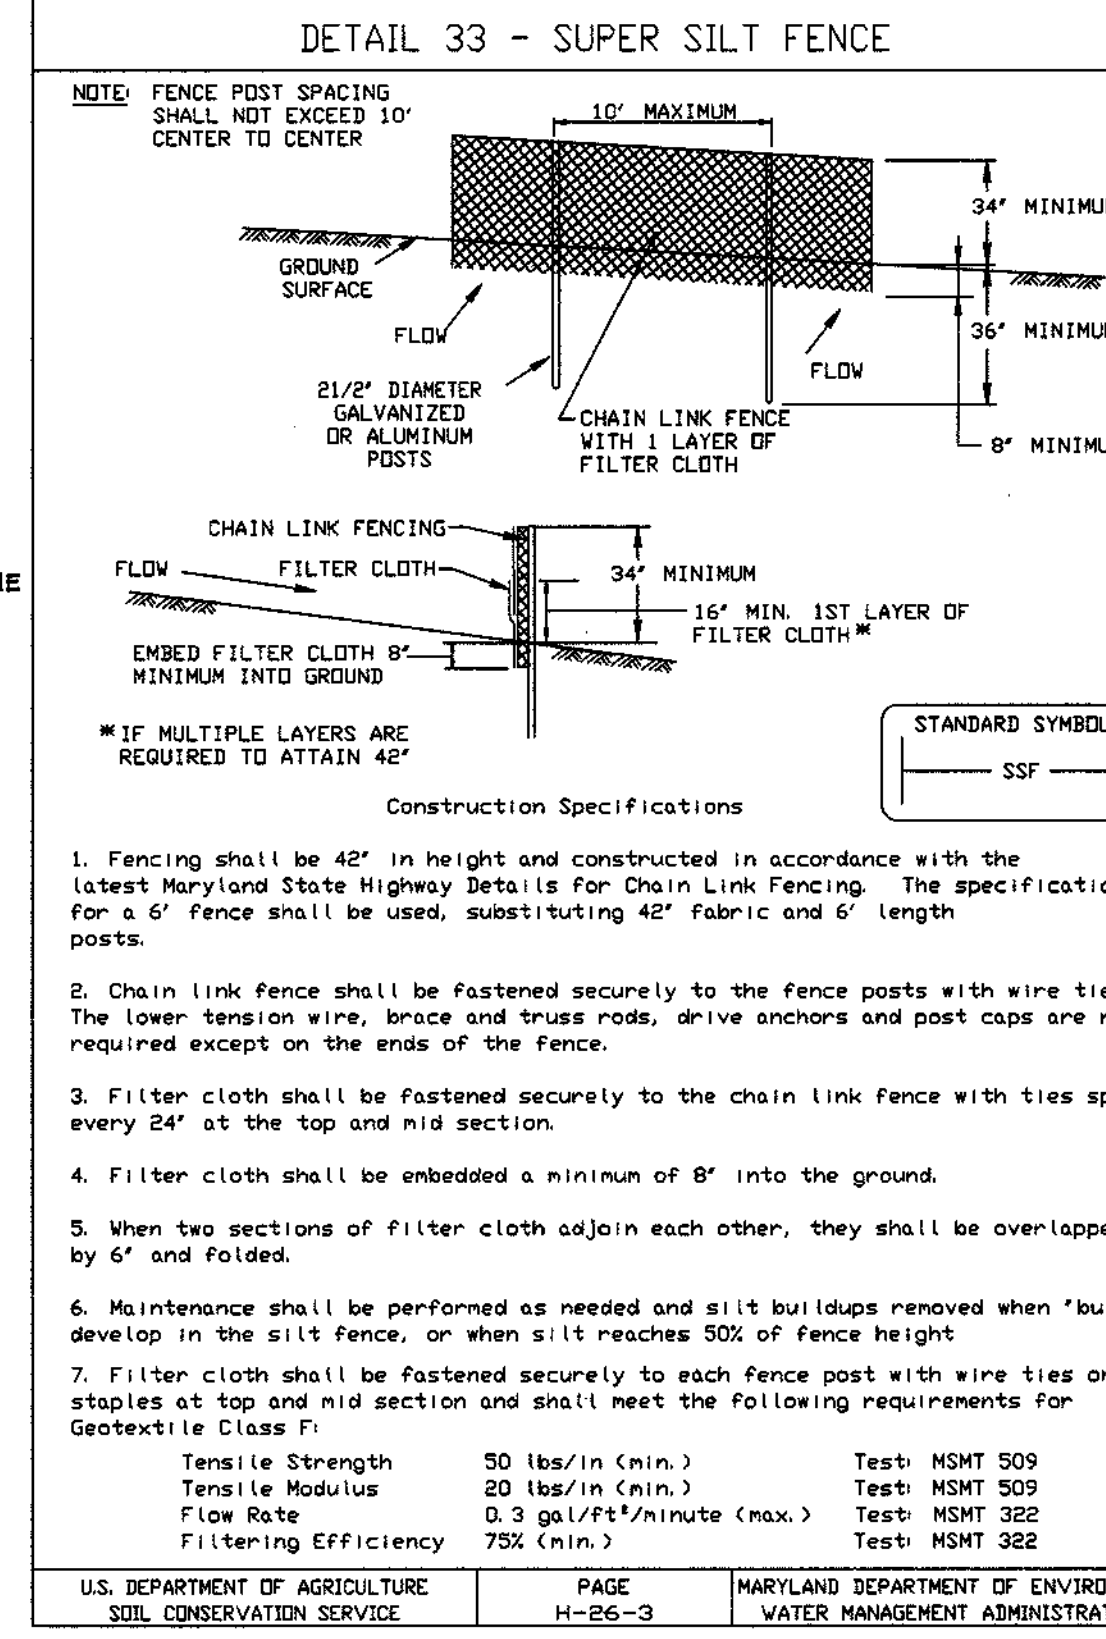 DETAIL 33 - SUPER SILT FENCE
NOTE: FENCE POST SPACING
SHALL NOT EXCEED 10'
CENTER TO CENTER
10' MAXIMUM
34" MINIMU
GROUND
SURFACE
FLOW
36" MINIMU
FLOW
21/2" DIAMETER
GALVANIZED
OR ALUMINUM
POSTS
CHAIN LINK FENCE
WITH 1 LAYER OF
FILTER CLOTH
8" MINIMU
CHAIN LINK FENCING
FLOW
FILTER CLOTH
34" MINIMUM
16" MIN. 1ST LAYER OF
FILTER CLOTH*
EMBED FILTER CLOTH 8"
MINIMUM INTO GROUND
*IF MULTIPLE LAYERS ARE
REQUIRED TO ATTAIN 42"
STANDARD SYMBOL
SSF
Construction Specifications
1. Fencing shall be 42" in height and constructed in accordance with the
latest Maryland State Highway Details for Chain Link Fencing. The specificatio
for a 6' fence shall be used, substituting 42" fabric and 6' length
posts.
2. Chain link fence shall be fastened securely to the fence posts with wire tie
The lower tension wire, brace and truss rods, drive anchors and post caps are
required except on the ends of the fence.
3. Filter cloth shall be fastened securely to the chain link fence with ties sp
every 24" at the top and mid section.
4. Filter cloth shall be embedded a minimum of 8" into the ground.
5. When two sections of filter cloth adjoin each other, they shall be overlappe
by 6" and folded.
6. Maintenance shall be performed as needed and silt buildups removed when "bu
develop in the silt fence, or when silt reaches 50% of fence height
7. Filter cloth shall be fastened securely to each fence post with wire ties or
staples at top and mid section and shall meet the following requirements for
Geotextile Class F:
Tensile Strength 50 lbs/in (min.) Test: MSMT 509
Tensile Modulus 20 lbs/in (min.) Test: MSMT 509
Flow Rate 0.3 gal/ft²/minute (max.) Test: MSMT 322
Filtering Efficiency 75% (min.) Test: MSMT 322
U.S. DEPARTMENT OF AGRICULTURE
SOIL CONSERVATION SERVICE
PAGE
H-26-3
MARYLAND DEPARTMENT OF ENVIRO
WATER MANAGEMENT ADMINISTRAT